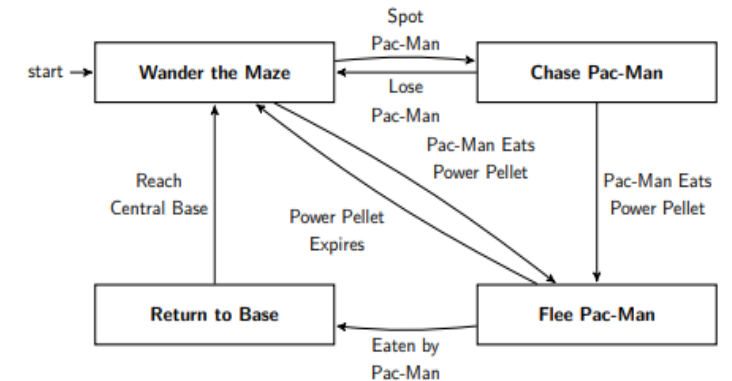 Spot
Pac-Man
start
Wander the Maze
Chase Pac-Man
Lose
Pac-Man
Pac-Man Eats
Power Pellet
Reach
Central Base
Pac-Man Eats
Power Pellet
Power Pellet
Expires
Return to Base
Flee Pac-Man
Eaten by
Pac-Man